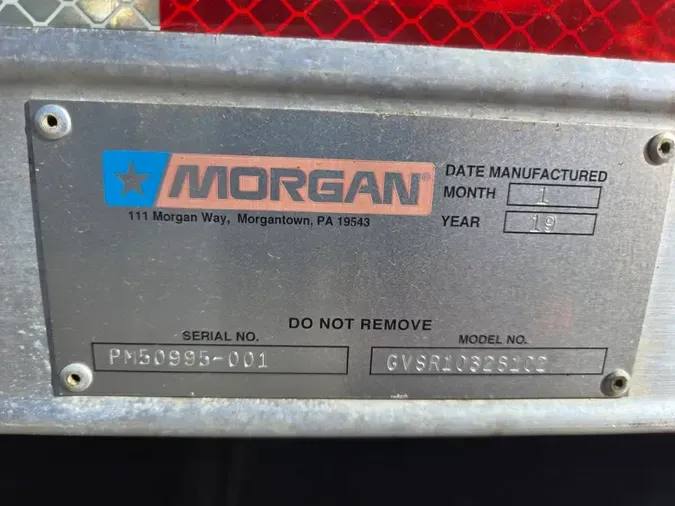 MORGAN®
111 Morgan Way, Morgantown, PA 19543
DATE MANUFACTURED
MONTH 1
YEAR 19
DO NOT REMOVE
SERIAL NO.
PM50995-001
MODEL NO.